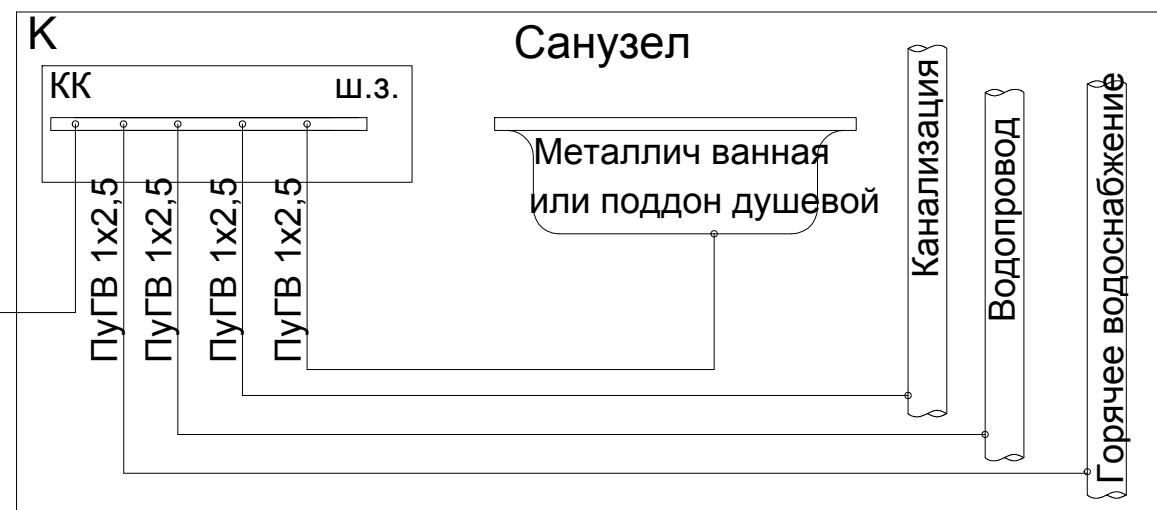 K
Санузел
КК
ш.з.
Металлич ванная
или поддон душевой
ПуГВ 1х2,5
ПуГВ 1х2,5
ПуГВ 1х2,5
ПуГВ 1х2,5
Канализация
Водопровод
Горячее водоснабжение